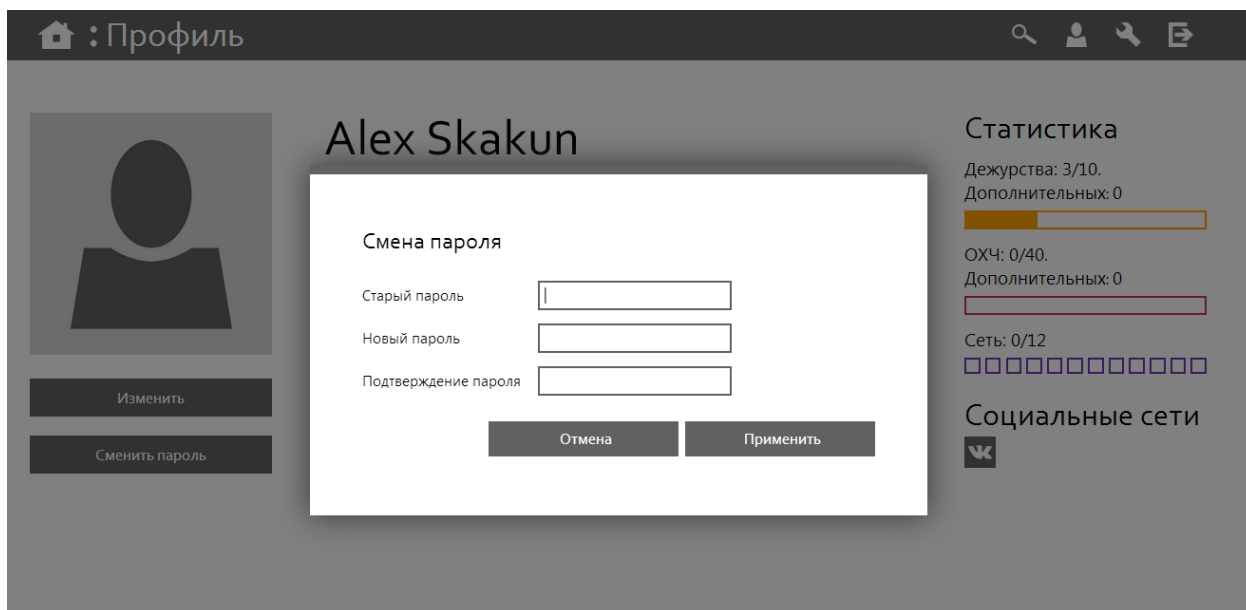 : Профиль
Alex Skakun
Изменить
Сменить пароль
Смена пароля
Старый пароль
Новый пароль
Подтверждение пароля
Отмена Применить
Статистика
Дежурства: 3/10.
Дополнительных: 0
ОХЧ: 0/40.
Дополнительных: 0
Сеть: 0/12
Социальные сети